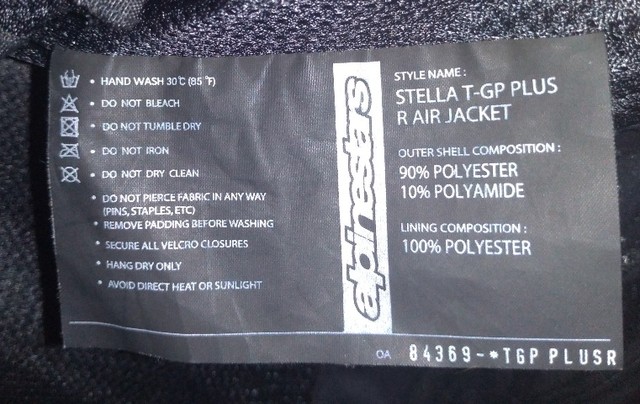 HAND WASH 30℃ (85 ℉)
DO NOT BLEACH
DO NOT TUMBLE DRY
DO NOT IRON
DO NOT DRY CLEAN
DO NOT PIERCE FABRIC IN ANY WAY
(PINS, STAPLES, ETC)
REMOVE PADDING BEFORE WASHING
SECURE ALL VELCRO CLOSURES
HANG DRY ONLY
AVOID DIRECT HEAT OR SUNLIGHT
alpinestars
STYLE NAME :
STELLA T-GP PLUS
R AIR JACKET
OUTER SHELL COMPOSITION :
90% POLYESTER
10% POLYAMIDE
LINING COMPOSITION :
100% POLYESTER
OA 84369-*TGP PLUSR